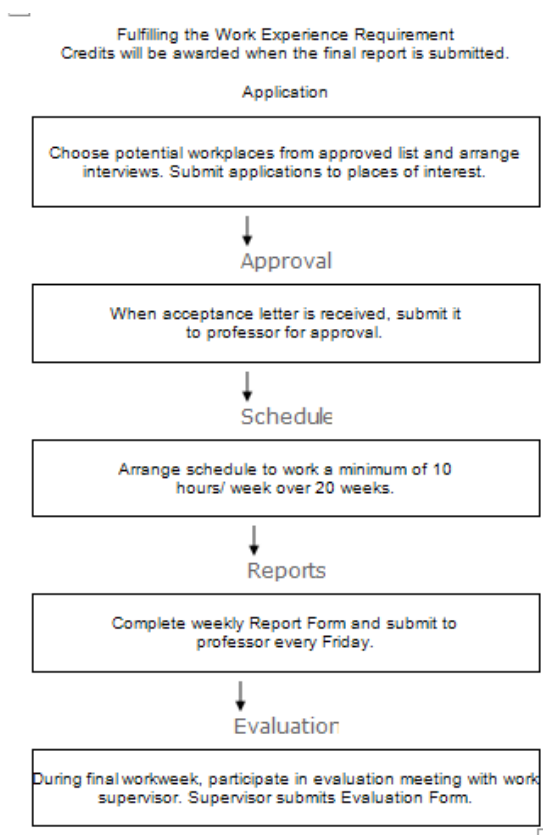 Fulfilling the Work Experience Requirement
Credits will be awarded when the final report is submitted.
Application
Choose potential workplaces from approved list and arrange
interviews. Submit applications to places of interest.
Approval
When acceptance letter is received, submit it
to professor for approval.
Schedule
Arrange schedule to work a minimum of 10
hours/ week over 20 weeks.
Reports
Complete weekly Report Form and submit to
professor every Friday.
Evaluation
During final workweek, participate in evaluation meeting with work
supervisor. Supervisor submits Evaluation Form.